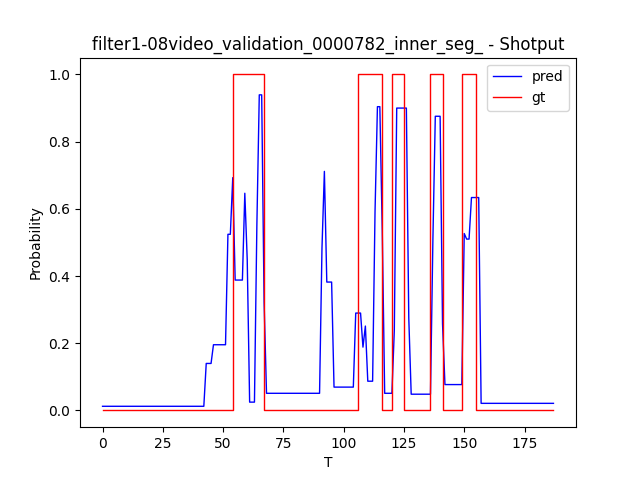 filter1-08video_validation_0000782_inner_seg_ - Shotput
1.0
0.8
0.6
0.4
0.2
0.0
Probability
pred
gt
0 25 50 75 100 125 150 175
T